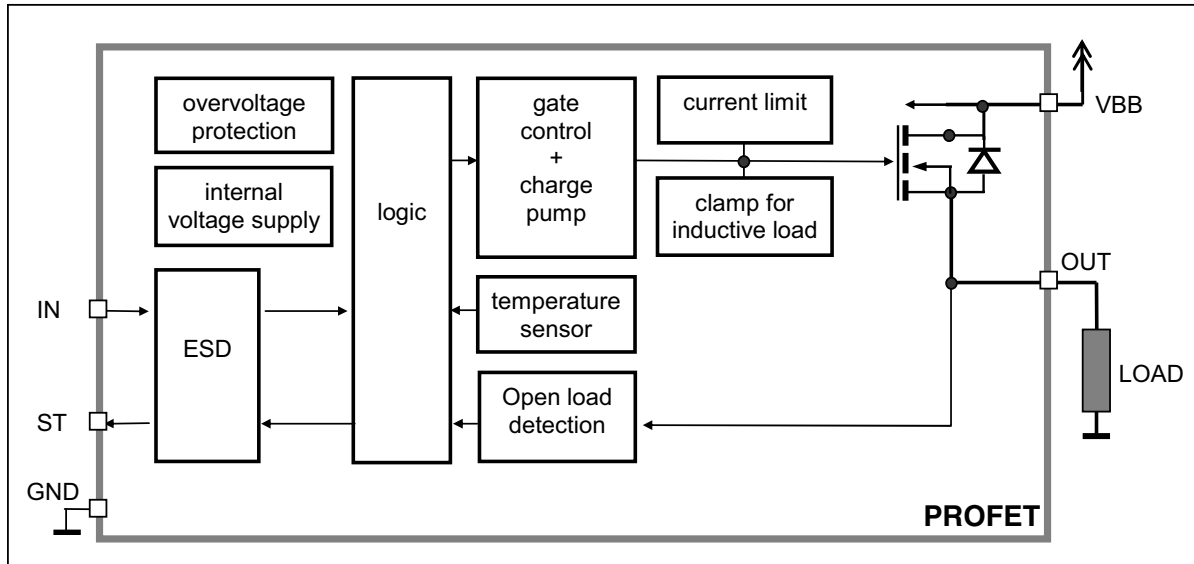 overvoltage
protection
internal
voltage supply
logic
gate
control
+
charge
pump
current limit
clamp for
inductive load
VBB
OUT
LOAD
IN
ESD
temperature
sensor
ST
Open load
detection
GND
PROFET